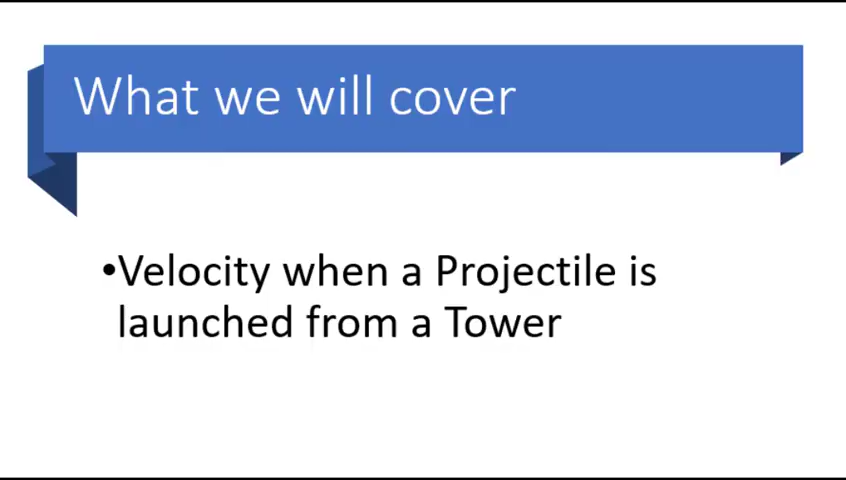 What we will cover
•Velocity when a Projectile is
launched from a Tower